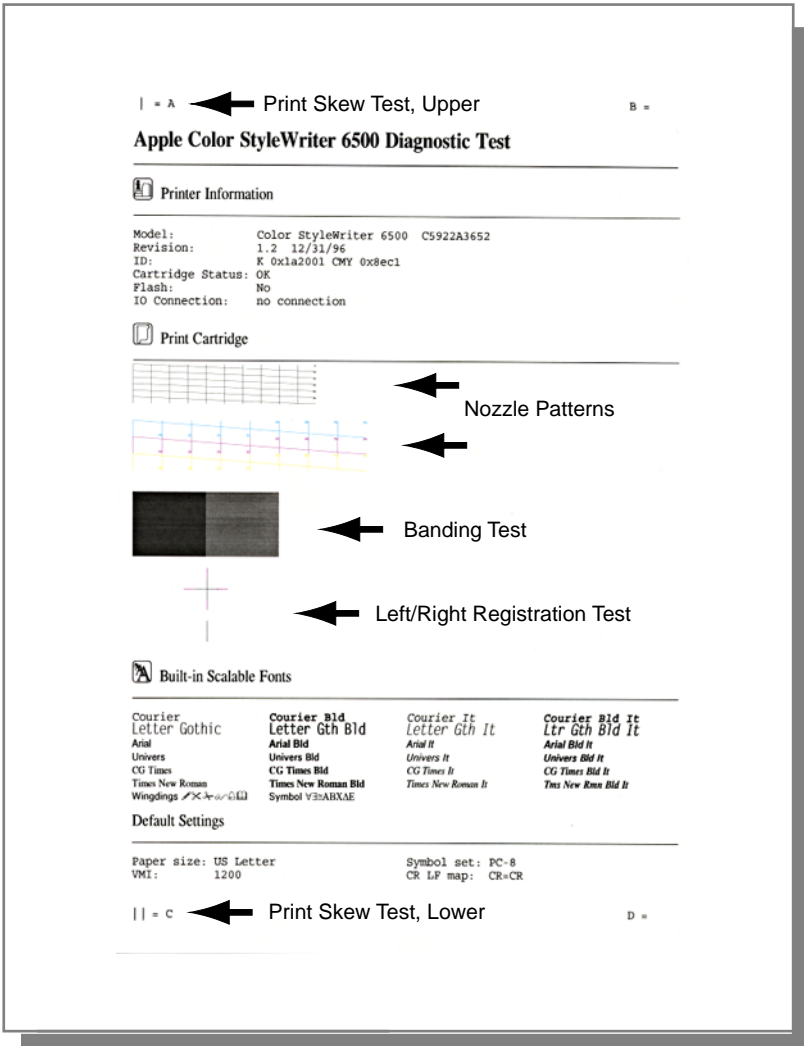 | = A Print Skew Test, Upper B =
Apple Color StyleWriter 6500 Diagnostic Test
Printer Information
Model: Color StyleWriter 6500 C5922A3652
Revision: 1.2 12/31/96
ID: K 0x1a2001 CMY 0x8ec1
Cartridge Status: OK
Flash: No
IO Connection: no connection
Print Cartridge
Nozzle Patterns
Banding Test
Left/Right Registration Test
Built-in Scalable Fonts
Courier Courier Bld Courier It Courier Bld It
Letter Gothic Letter Gth Bld Letter Gth It Ltr Gth Bld It
Arial Arial Bld Arial It Arial Bld It
Univers Univers Bld Univers It Univers Bld It
CG Times CG Times Bld CG Times It CG Times Bld It
Times New Roman Times New Roman Bld Times New Roman It Tms New Rmn Bld It
Wingdings Symbol ∀∃≅ΑΒΧΔΕ
Default Settings
Paper size: US Letter Symbol set: PC-8
VMI: 1200 CR LF map: CR=CR
|| = C Print Skew Test, Lower D =